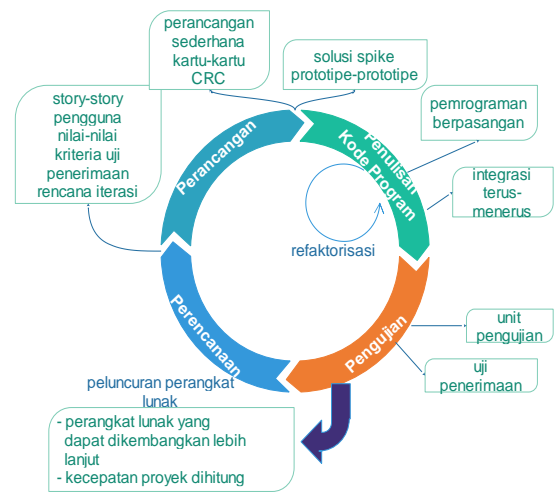 perancangan
sederhana
kartu-kartu
CRC
solusi spike
prototipe-prototipe
story-story
pengguna
nilai-nilai
kriteria uji
penerimaan
rencana iterasi
pemrograman
berpasangan
Perancangan
Penulisan
Kode Program
integrasi
terus-
menerus
refaktorisasi
Perencanaan
Pengujian
unit
pengujian
uji
penerimaan
peluncuran perangkat
lunak
- perangkat lunak yang
dapat dikembangkan lebih
lanjut
- kecepatan proyek dihitung